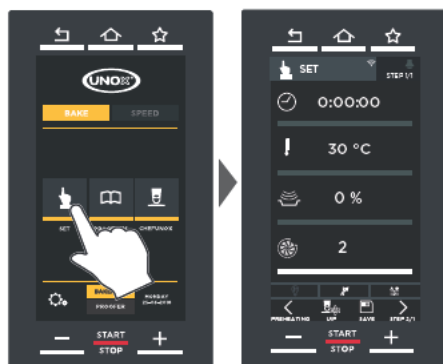 UNOX
BAKE SPEED
SET CHEFUNOX
PROOFER
START
STOP
SET
STEP 1/1
0:00:00
30 °C
0 %
2
PREHEATING UP SAVE STEP 2/1
START
STOP